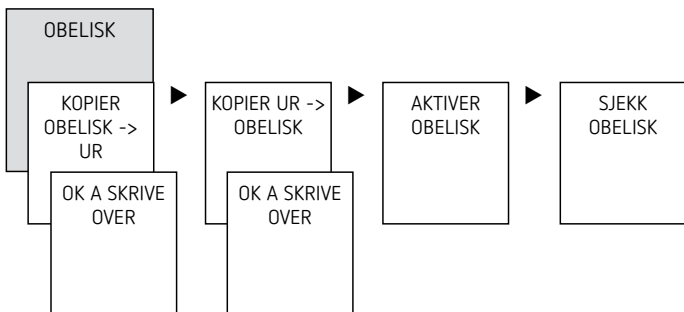 OBELISK
KOPIER
OBELISK ->
UR
OK A SKRIVE
OVER
KOPIER UR ->
OBELISK
OK A SKRIVE
OVER
AKTIVER
OBELISK
SJEKK
OBELISK